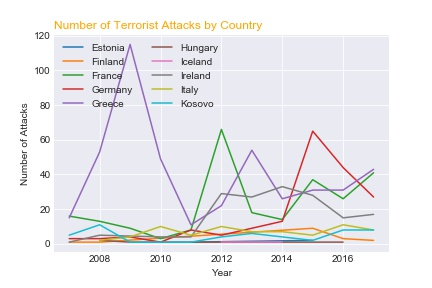 Number of Terrorist Attacks by Country
120
100
80
60
40
20
0
Number of Attacks
Estonia
Finland
France
Germany
Greece
Hungary
Iceland
Ireland
Italy
Kosovo
2008 2010 2012 2014 2016
Year